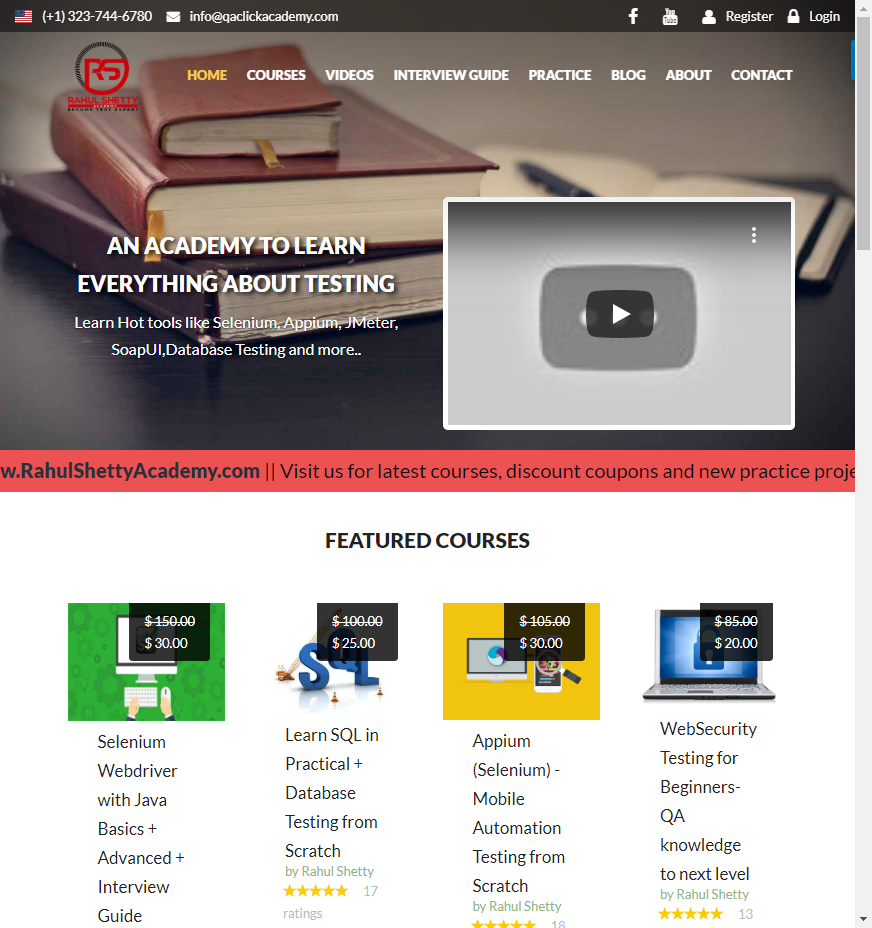 (+1) 323-744-6780 info@qaclickacademy.com You Tube Register Login
RAHUL SHETTY
ACADEMY
BECOME TEST EXPERT
HOME COURSES VIDEOS INTERVIEW GUIDE PRACTICE BLOG ABOUT CONTACT
AN ACADEMY TO LEARN
EVERYTHING ABOUT TESTING
Learn Hot tools like Selenium, Appium, JMeter,
SoapUI,Database Testing and more..
w.RahulShettyAcademy.com || Visit us for latest courses, discount coupons and new practice proje
FEATURED COURSES
$ 150.00
$ 30.00
Selenium
Webdriver
with Java
Basics +
Advanced +
Interview
Guide
$ 100.00
$ 25.00
SQL
Learn SQL in
Practical +
Database
Testing from
Scratch
by Rahul Shetty
17
ratings
$ 105.00
$ 30.00
Appium
(Selenium) -
Mobile
Automation
Testing from
Scratch
by Rahul Shetty
18
$ 85.00
$ 20.00
WebSecurity
Testing for
Beginners-
QA
knowledge
to next level
by Rahul Shetty
13